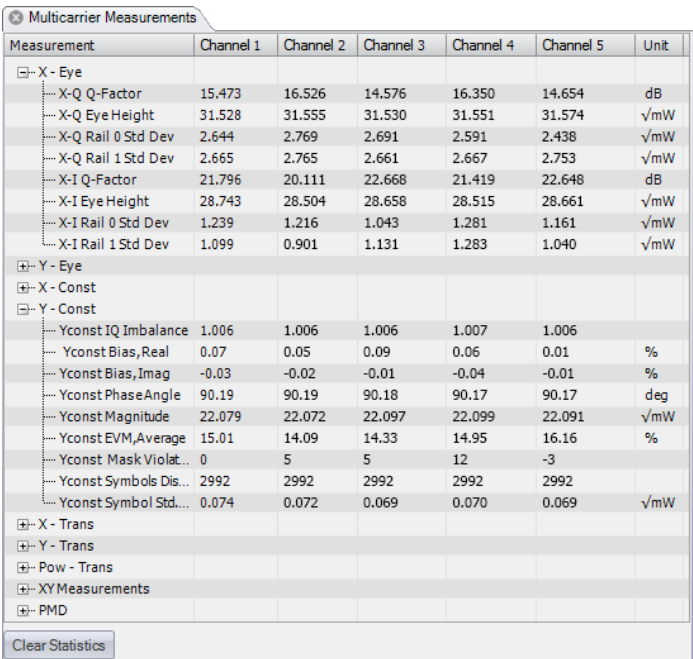 Multicarrier Measurements
Measurement Channel 1 Channel 2 Channel 3 Channel 4 Channel 5 Unit
X - Eye
X-Q Q-Factor 15.473 16.526 14.576 16.350 14.654 dB
X-Q Eye Height 31.528 31.555 31.530 31.551 31.574 √mW
X-Q Rail 0 Std Dev 2.644 2.769 2.691 2.591 2.438 √mW
X-Q Rail 1 Std Dev 2.665 2.765 2.661 2.667 2.753 √mW
X-I Q-Factor 21.796 20.111 22.668 21.419 22.648 dB
X-I Eye Height 28.743 28.504 28.658 28.515 28.661 √mW
X-I Rail 0 Std Dev 1.239 1.216 1.043 1.281 1.161 √mW
X-I Rail 1 Std Dev 1.099 0.901 1.131 1.283 1.040 √mW
Y - Eye
X - Const
Y - Const
Yconst IQ Imbalance 1.006 1.006 1.006 1.007 1.006
Yconst Bias,Real 0.07 0.05 0.09 0.06 0.01 %
Yconst Bias,Imag -0.03 -0.02 -0.01 -0.04 -0.01 %
Yconst PhaseAngle 90.19 90.19 90.18 90.17 90.17 deg
Yconst Magnitude 22.079 22.072 22.097 22.099 22.091 √mW
Yconst EVM,Average 15.01 14.09 14.33 14.95 16.16 %
Yconst Mask Violat... 0 5 5 12 -3
Yconst Symbols Dis... 2992 2992 2992 2992 2992
Yconst Symbol Std.... 0.074 0.072 0.069 0.070 0.069 √mW
X - Trans
Y - Trans
Pow - Trans
XY Measurements
PMD
Clear Statistics